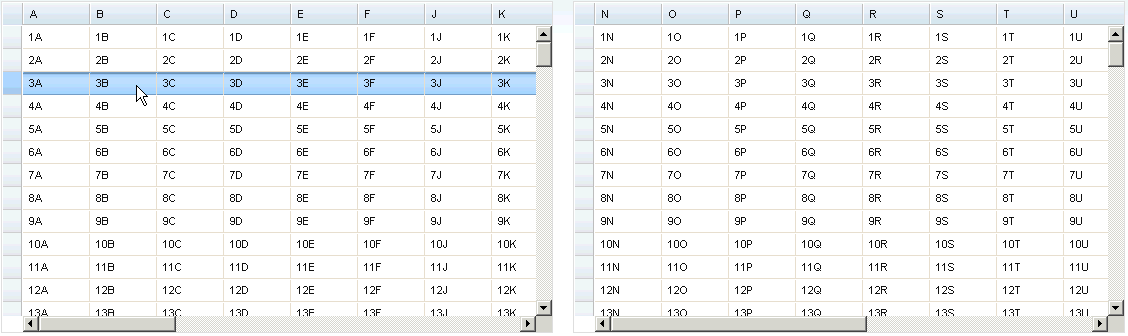 A B C D E F J K
1A 1B 1C 1D 1E 1F 1J 1K
2A 2B 2C 2D 2E 2F 2J 2K
3A 3B 3C 3D 3E 3F 3J 3K
4A 4B 4C 4D 4E 4F 4J 4K
5A 5B 5C 5D 5E 5F 5J 5K
6A 6B 6C 6D 6E 6F 6J 6K
7A 7B 7C 7D 7E 7F 7J 7K
8A 8B 8C 8D 8E 8F 8J 8K
9A 9B 9C 9D 9E 9F 9J 9K
10A 10B 10C 10D 10E 10F 10J 10K
11A 11B 11C 11D 11E 11F 11J 11K
12A 12B 12C 12D 12E 12F 12J 12K
13A 13B 13C 13D 13E 13F 13J 13K
N O P Q R S T U
1N 1O 1P 1Q 1R 1S 1T 1U
2N 2O 2P 2Q 2R 2S 2T 2U
3N 3O 3P 3Q 3R 3S 3T 3U
4N 4O 4P 4Q 4R 4S 4T 4U
5N 5O 5P 5Q 5R 5S 5T 5U
6N 6O 6P 6Q 6R 6S 6T 6U
7N 7O 7P 7Q 7R 7S 7T 7U
8N 8O 8P 8Q 8R 8S 8T 8U
9N 9O 9P 9Q 9R 9S 9T 9U
10N 10O 10P 10Q 10R 10S 10T 10U
11N 11O 11P 11Q 11R 11S 11T 11U
12N 12O 12P 12Q 12R 12S 12T 12U
13N 13O 13P 13Q 13R 13S 13T 13U